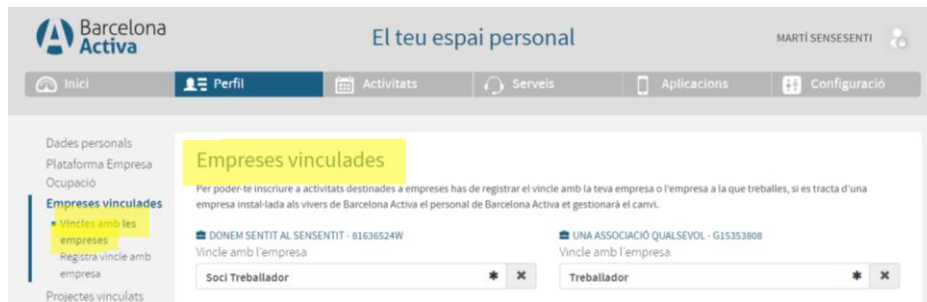 Barcelona
Activa
El teu espai personal
MARTÍ SENSESENTI
Inici
Perfil
Activitats
Serveis
Aplicacions
Configuració
Dades personals
Plataforma Empresa
Ocupació
Empreses vinculades
Vincles amb les
empreses
Registra vincle amb
empresa
Projectes vinculats
Empreses vinculades
Per poder-te inscriure a activitats destinades a empreses has de registrar el vincle amb la teva empresa o l'empresa a la que treballes, si es tracta d'una
empresa instal·lada als vivers de Barcelona Activa el personal de Barcelona Activa et gestionarà el canvi.
DONEM SENTIT AL SENSENTIT - 81636524W
Vincle amb l'empresa
Soci Treballador
UNA ASSOCIACIÓ QUALSEVOL - G15353808
Vincle amb l'empresa
Treballador